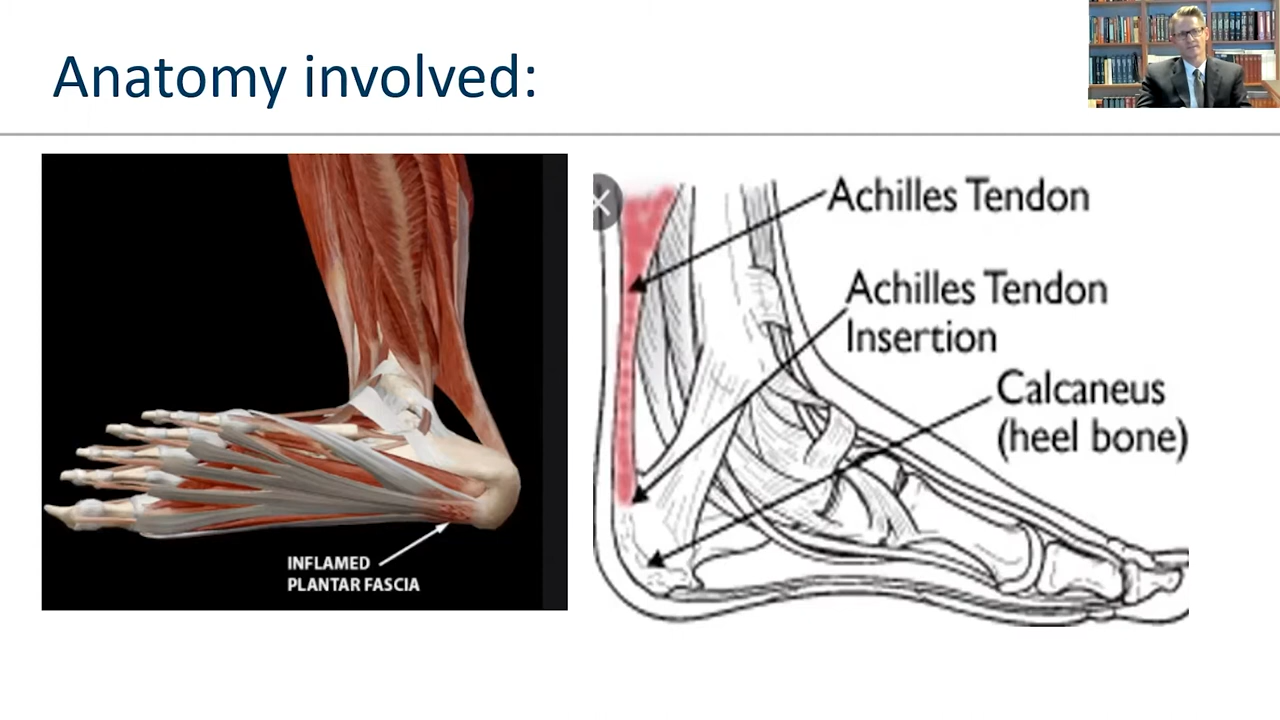 Anatomy involved:
INFLAMED
PLANTAR FASCIA
Achilles Tendon
Achilles Tendon
Insertion
Calcaneus
(heel bone)